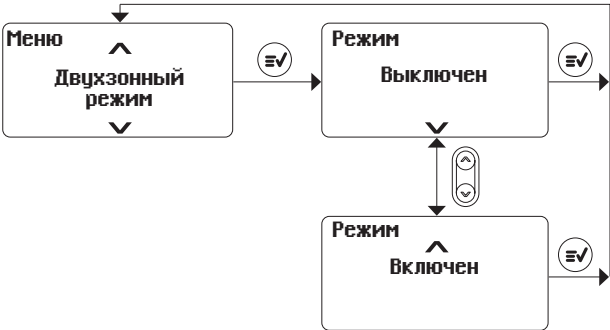 Меню
Двухзонный
режим
Режим
Выключен
Режим
Включен